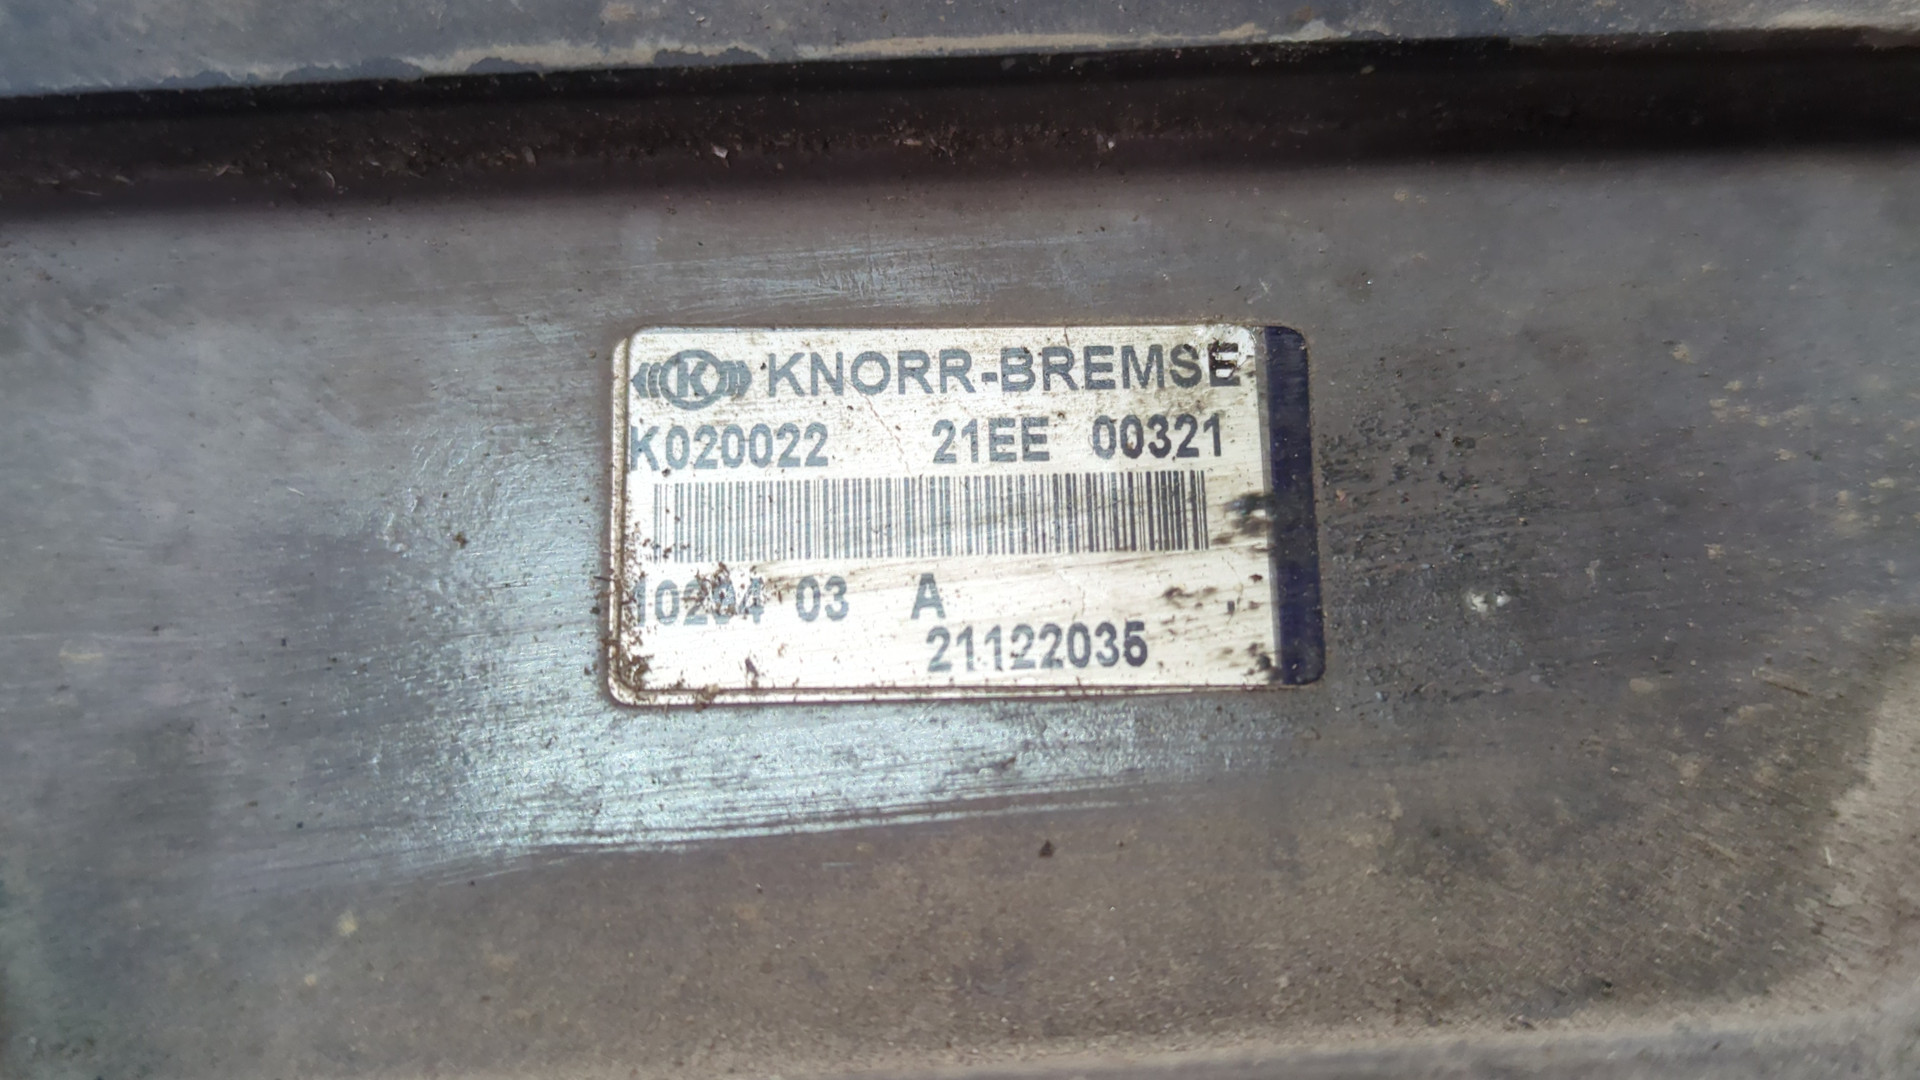 K KNORR-BREMSE
K020022 21EE 00321
03 A
21122035